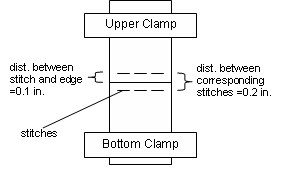 Upper Clamp
dist. between
stitch and edge
=0.1 in.
dist. between
corresponding
stitches =0.2 in.
stitches
Bottom Clamp